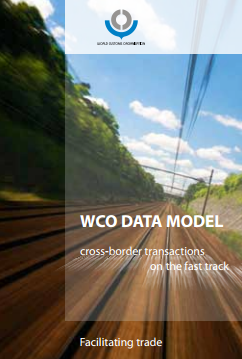 WORLD CUSTOMS ORGANIZATION
WCO DATA MODEL
cross-border transactions
on the fast track
Facilitating trade